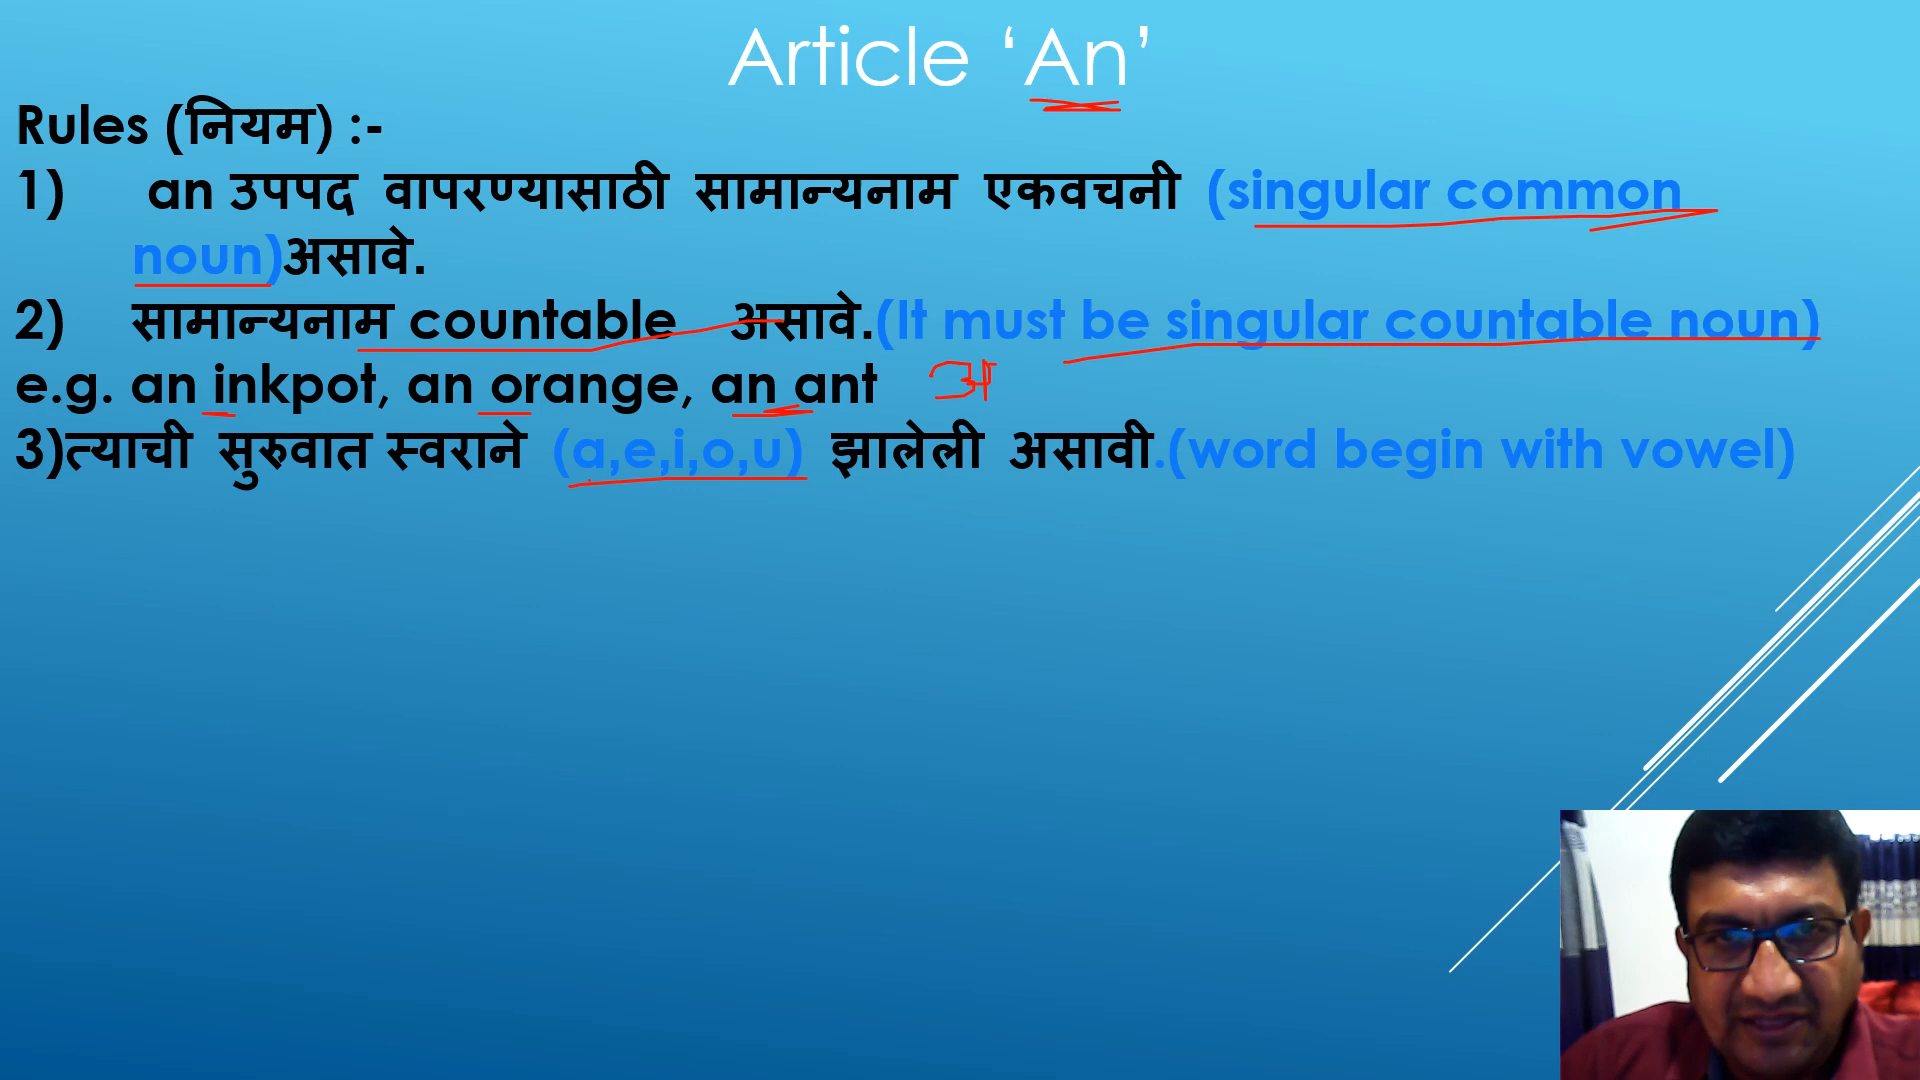 Article ‘An’
Rules (नियम) :-
1) an उपपद वापरण्यासाठी सामान्यनाम एकवचनी (singular common
noun)असावे.
2) सामान्यनाम countable असावे.(It must be singular countable noun)
e.g. an inkpot, an orange, an ant अ
3)त्याची सुरुवात स्वराने (a,e,i,o,u) झालेली असावी.(word begin with vowel)